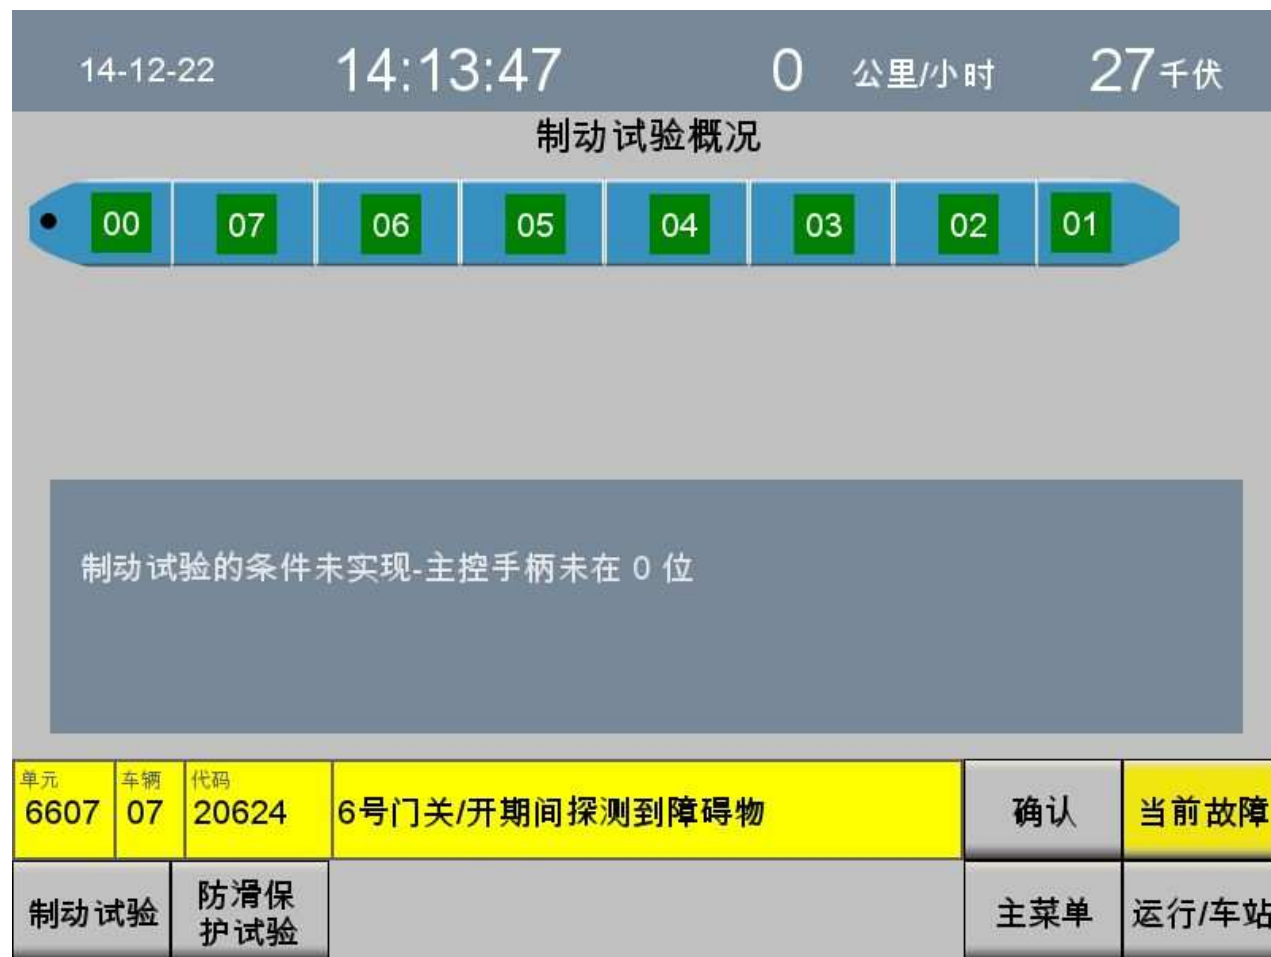 14-12-22 14:13:47 0 公里/小时 27千伏
制动试验概况
00 07 06 05 04 03 02 01
制动试验的条件未实现-主控手柄未在 0 位
单元 车辆 代码
6607 07 20624 6号门关/开期间探测到障碍物 确认 当前故障
制动试验 防滑保
护试验 主菜单 运行/车站